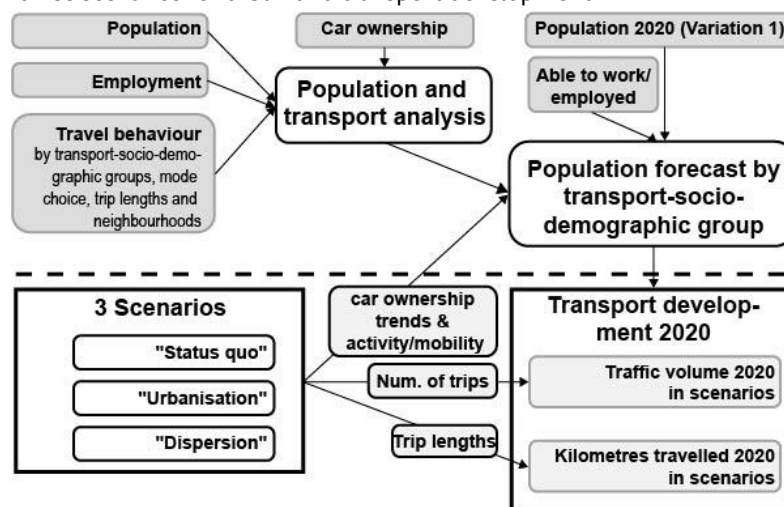 Population
Car ownership
Population 2020 (Variation 1)
Employment
Population and
transport analysis
Able to work/
employed
Travel behaviour
by transport-socio-demo-
graphic groups, mode
choice, trip lengths and
neighbourhoods
Population forecast by
transport-socio-
demographic group
3 Scenarios
"Status quo"
"Urbanisation"
"Dispersion"
car ownership
trends &
activity/mobility
Num. of trips
Trip lengths
Transport develop-
ment 2020
Traffic volume 2020
in scenarios
Kilometres travelled 2020
in scenarios